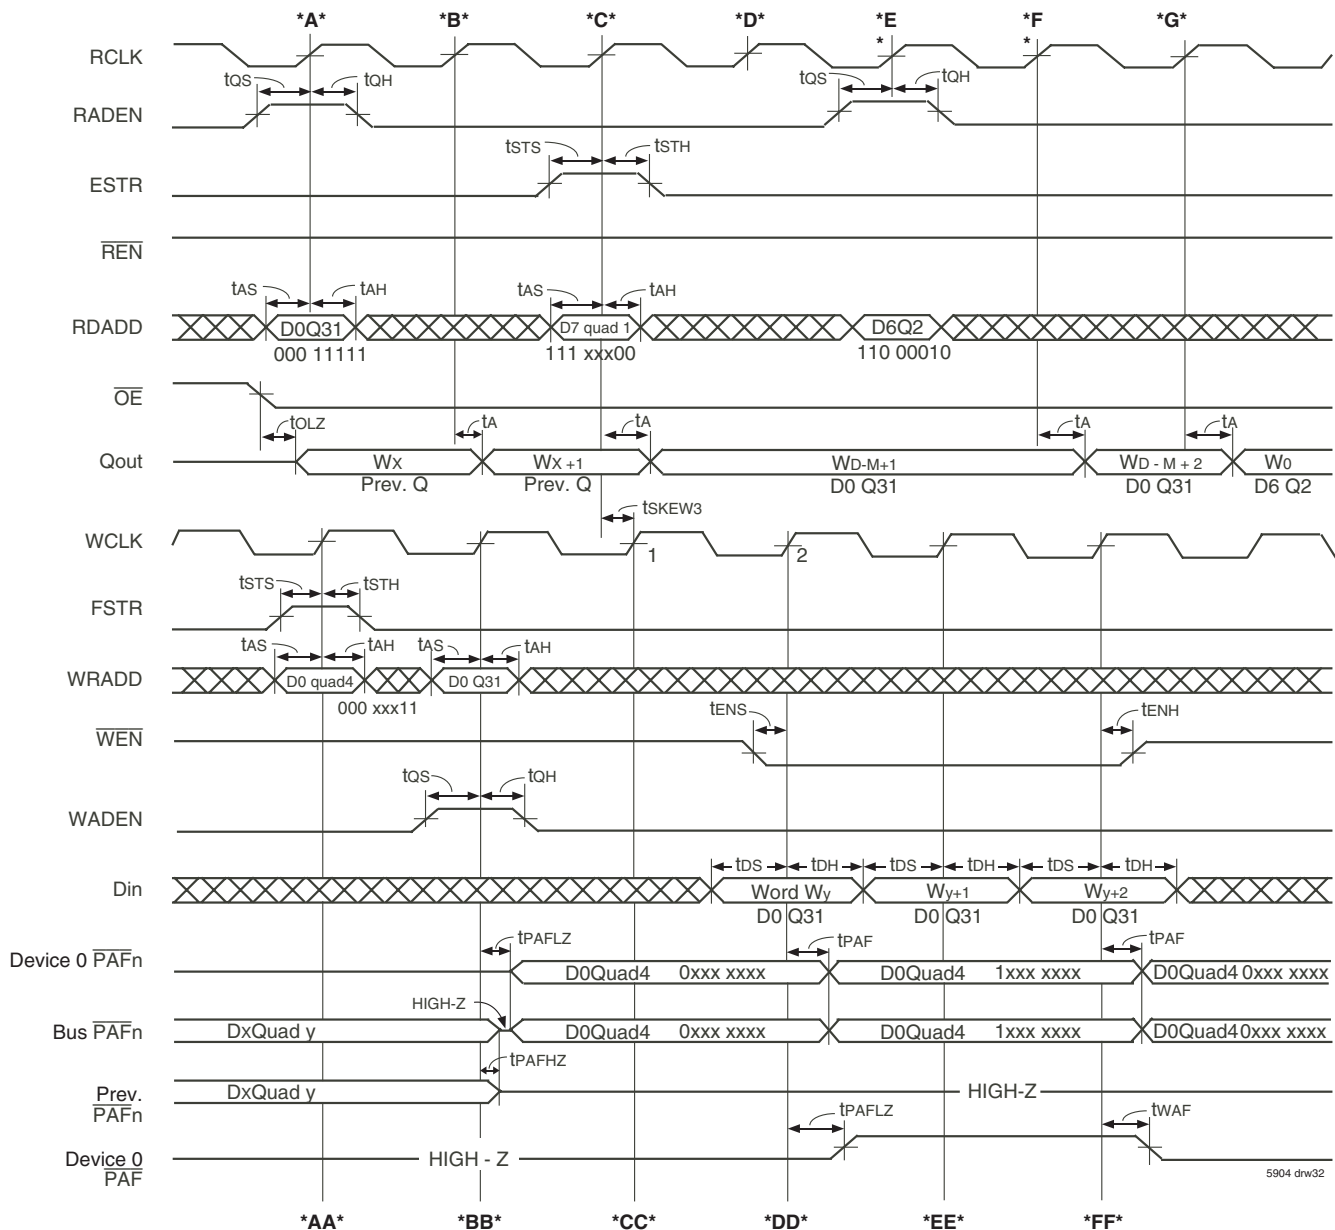 *A* *B* *C* *D* *E *F *G*
* *
RCLK
tQS tQH tQS tQH
RADEN
tSTS tSTH
ESTR
REN
tAS tAH tAS tAH
RDADD D0Q31 D7 quad 1 D6Q2
000 11111 111 xxx00 110 00010
OE
tOLZ tA tA tA tA
Qout WX WX +1 WD-M+1 WD - M + 2 W0
Prev. Q Prev. Q D0 Q31 D0 Q31 D6 Q2
tSKEW3
WCLK 1 2
tSTS tSTH
FSTR
tAS tAH tAS tAH
WRADD D0 quad4 D0 Q31
000 xxx11
tENS tENH
WEN
tQS tQH
WADEN
tDS tDH tDS tDH tDS tDH
Din Word Wy Wy+1 Wy+2
D0 Q31 D0 Q31 D0 Q31
tPAFLZ tPAF tPAF
Device 0 PAFn D0Quad4 0xxx xxxx D0Quad4 1xxx xxxx D0Quad4 0xxx xxxx
HIGH-Z
Bus PAFn DxQuad y D0Quad4 0xxx xxxx D0Quad4 1xxx xxxx D0Quad4 0xxx xxxx
tPAFHZ
Prev. DxQuad y HIGH-Z
PAFn
tPAFLZ tWAF
Device 0 HIGH - Z
PAF
5904 drw32
*AA* *BB* *CC* *DD* *EE* *FF*